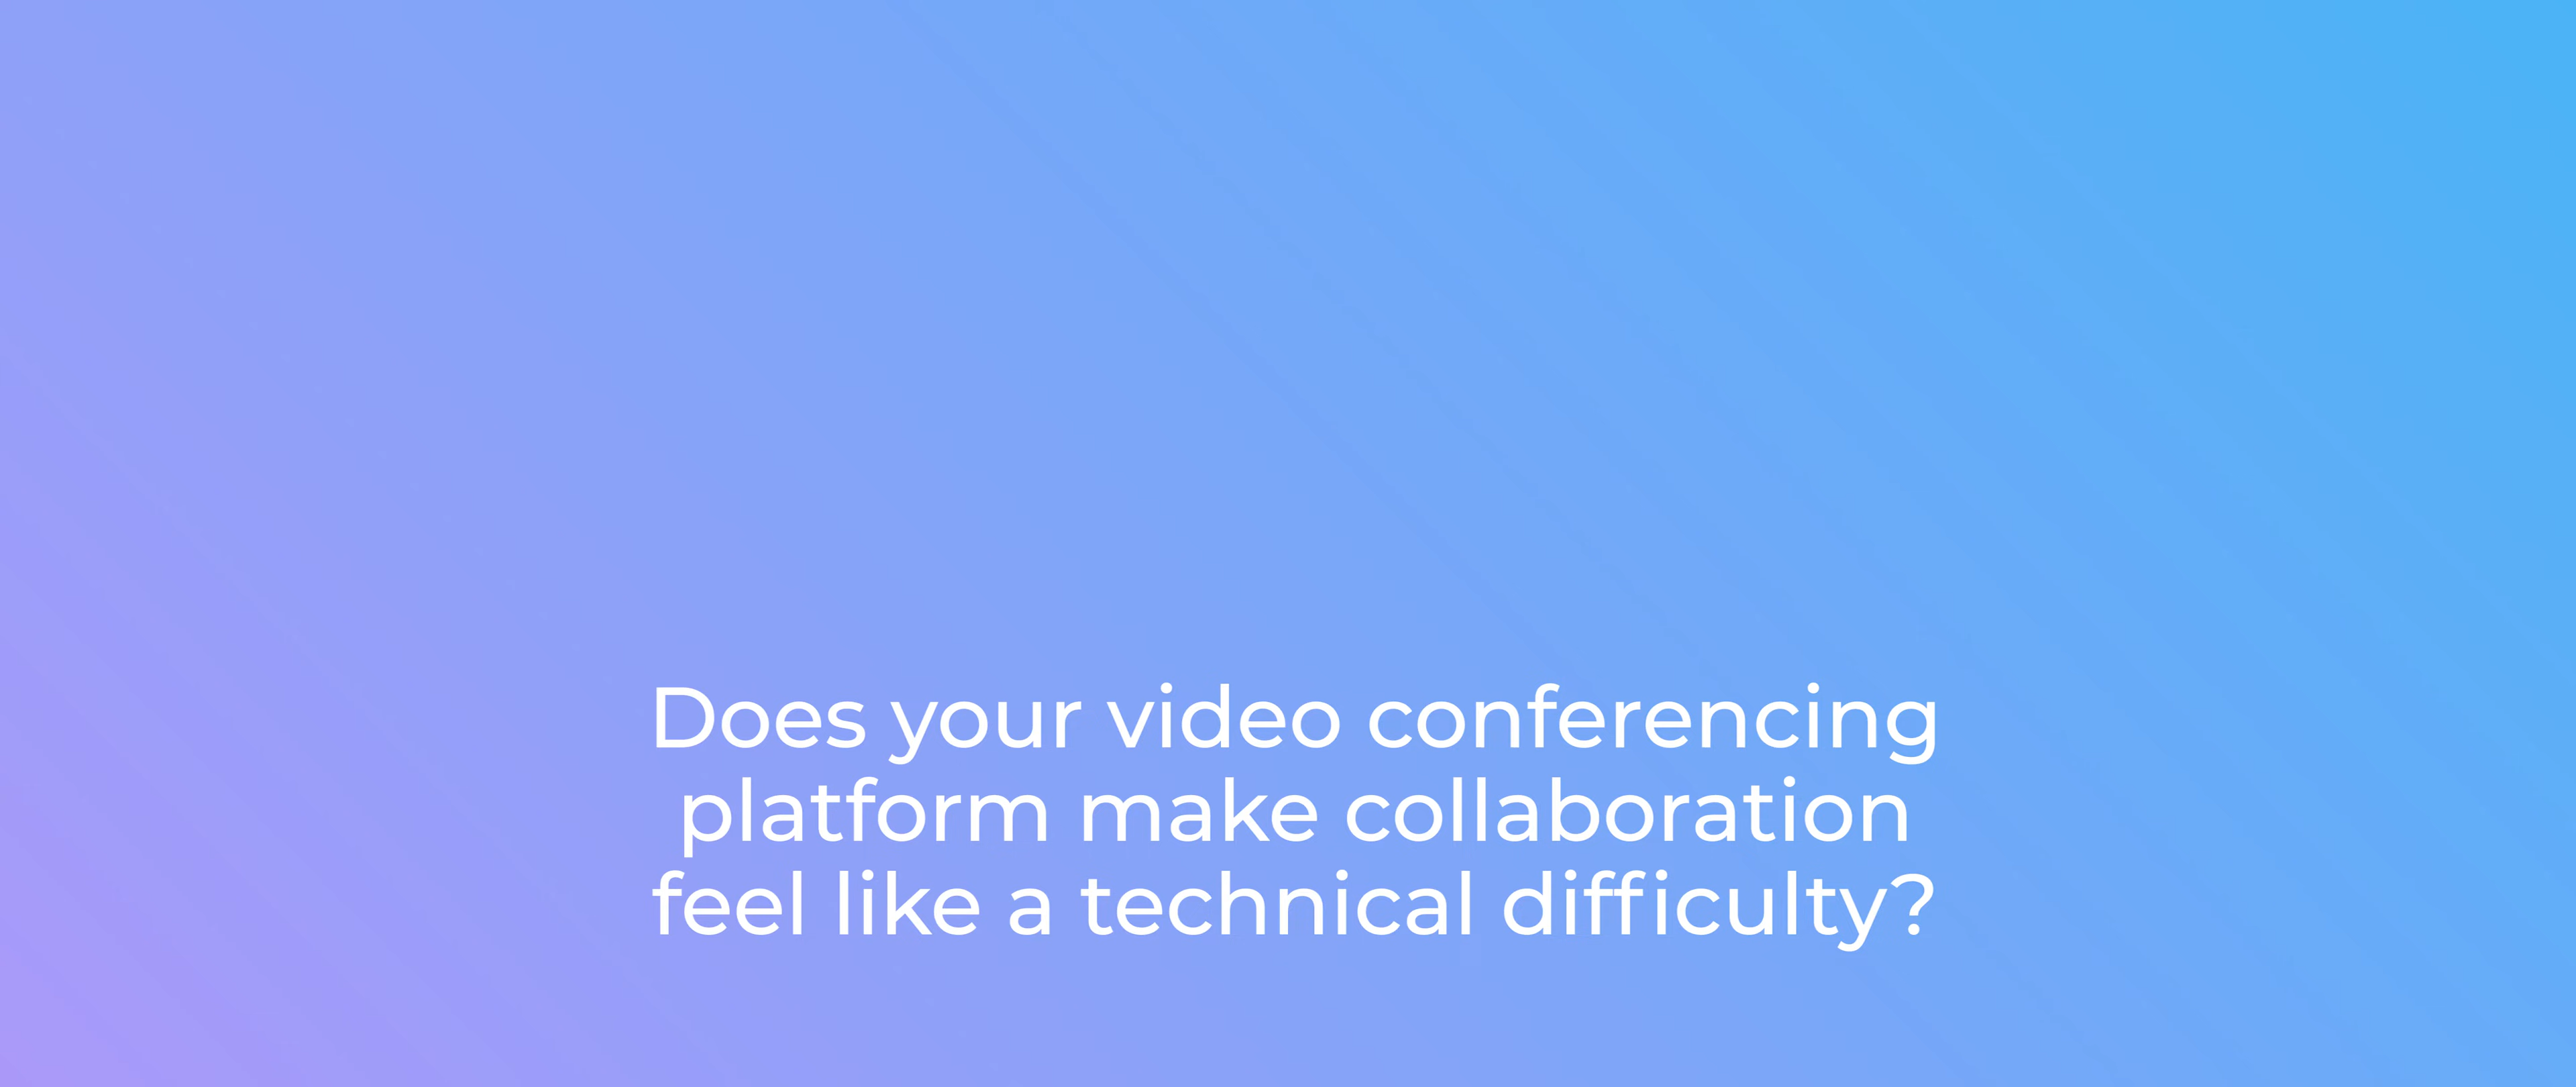 Does your video conferencing
platform make collaboration
feel like a technical difficulty?